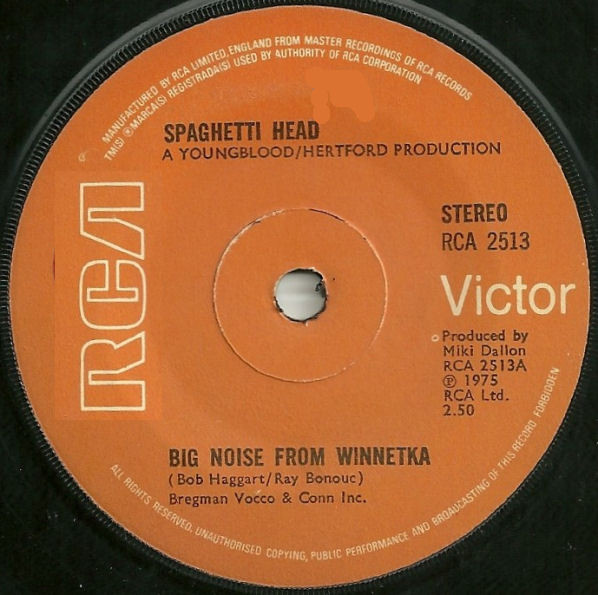 MANUFACTURED BY RCA LIMITED, ENGLAND FROM MASTER RECORDINGS OF RCA RECORDS
TM(S) ® MARCA(S) REGISTRADA(S) USED BY AUTHORITY OF RCA CORPORATION
SPAGHETTI HEAD
A YOUNGBLOOD/HERTFORD PRODUCTION
RCA
STEREO
RCA 2513
Victor
Produced by
Miki Dallon
RCA 2513A
Ⓟ 1975
RCA Ltd.
2.50
BIG NOISE FROM WINNETKA
(Bob Haggart/Ray Bonouc)
Bregman Vocco & Conn Inc.
ALL RIGHTS RESERVED. UNAUTHORISED COPYING, PUBLIC PERFORMANCE AND BROADCASTING OF THIS RECORD FORBIDDEN